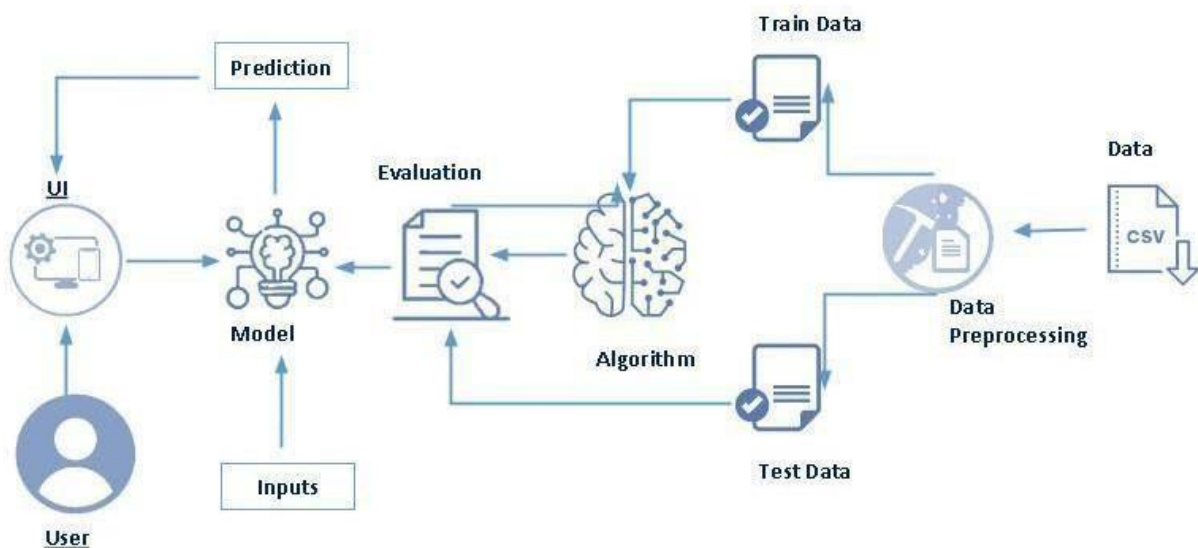 Train Data
Prediction
Data
Evaluation
UI
CSV
Model
Data
Preprocessing
Algorithm
Inputs
Test Data
User